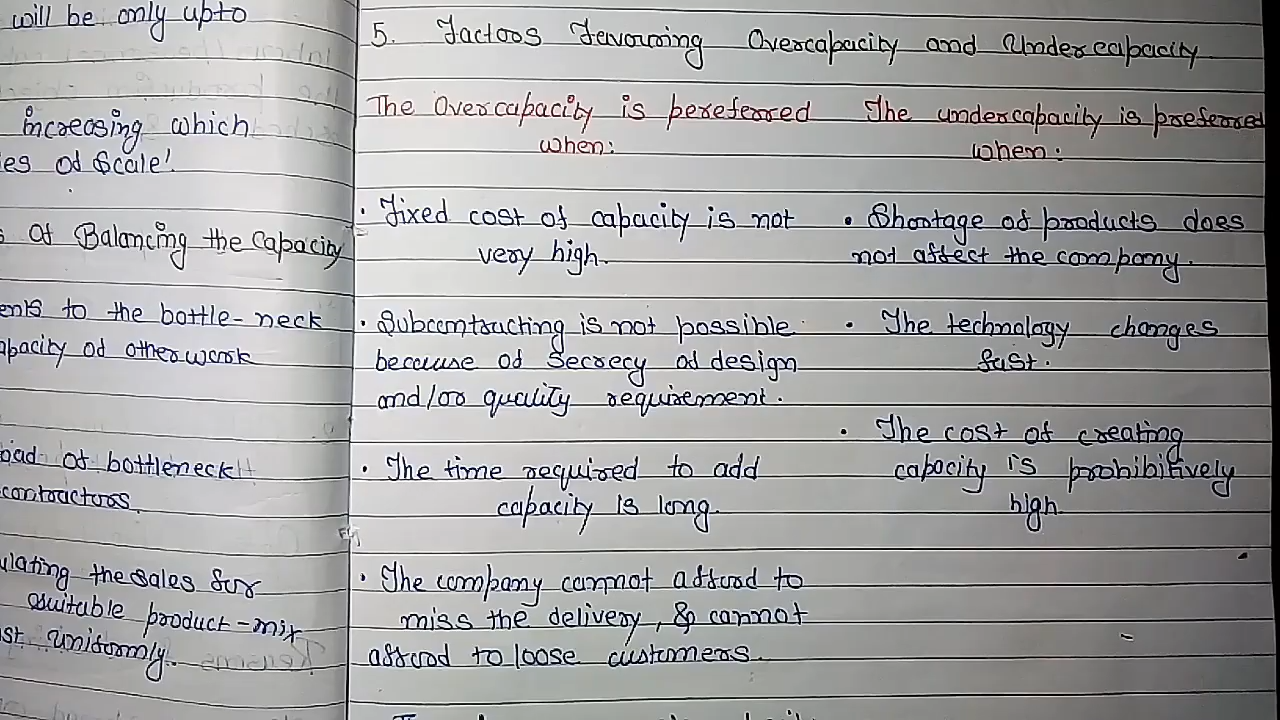 will be only upto
increasing which
es of Scale'
s of Balancing the Capacity
ents to the bottle-neck
apacity of other work
oad of bottleneck
contractors.
ulating the sales for
suitable product-mix
st uniformly.
5. Factors Favouring Overcapacity and Undercapacity
The Overcapacity is pereferred
when:
• Fixed cost of capacity is not
very high.
• Subcontracting is not possible
because of secrecy of design
and/or quality requirement.
• The time required to add
capacity is long.
• The company cannot afford to
miss the delivery, & cannot
afford to loose customers.
The undercapacity is preferred
when:
• Shortage of products does
not affect the company.
• The technology changes
fast.
• The cost of creating
capacity is prohibitively
high